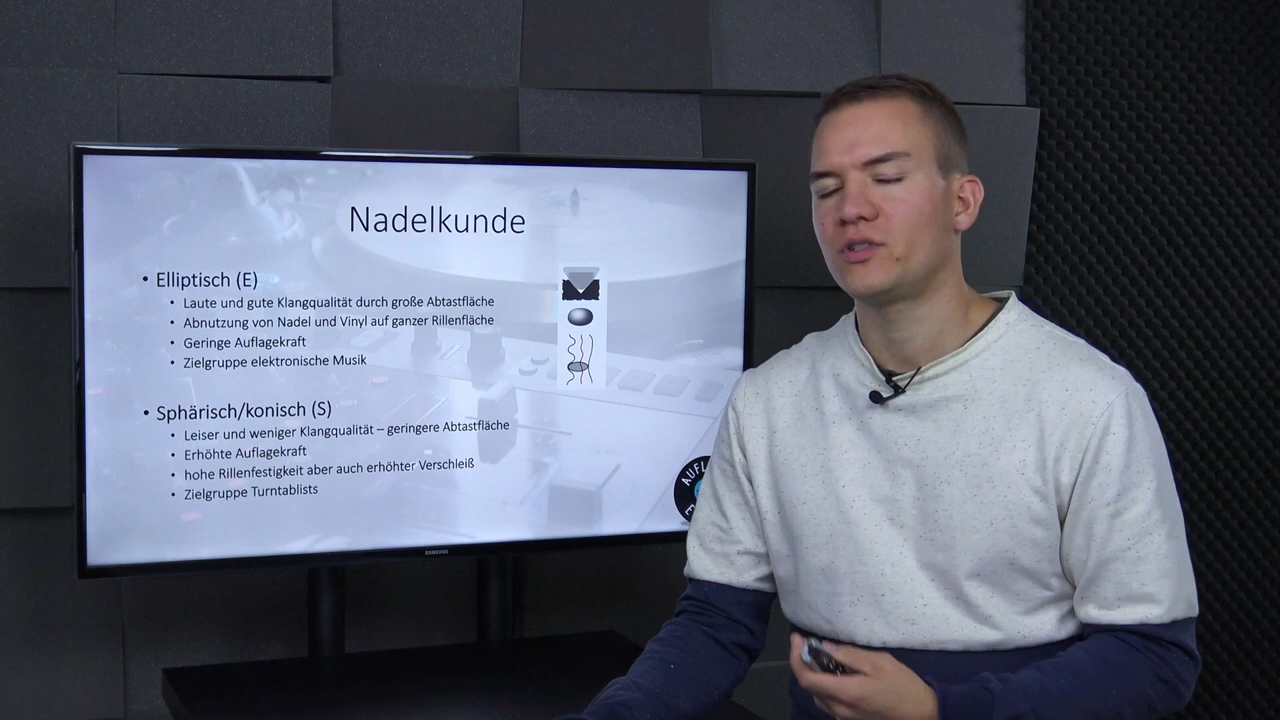 Nadelkunde
• Elliptisch (E)
• Laute und gute Klangqualität durch große Abtastfläche
• Abnutzung von Nadel und Vinyl auf ganzer Rillenfläche
• Geringe Auflagekraft
• Zielgruppe elektronische Musik
• Sphärisch/konisch (S)
• Leiser und weniger Klangqualität – geringere Abtastfläche
• Erhöhte Auflagekraft
• hohe Rillenfestigkeit aber auch erhöhter Verschleiß
• Zielgruppe Turntablists
AUFL
SAMSUNG